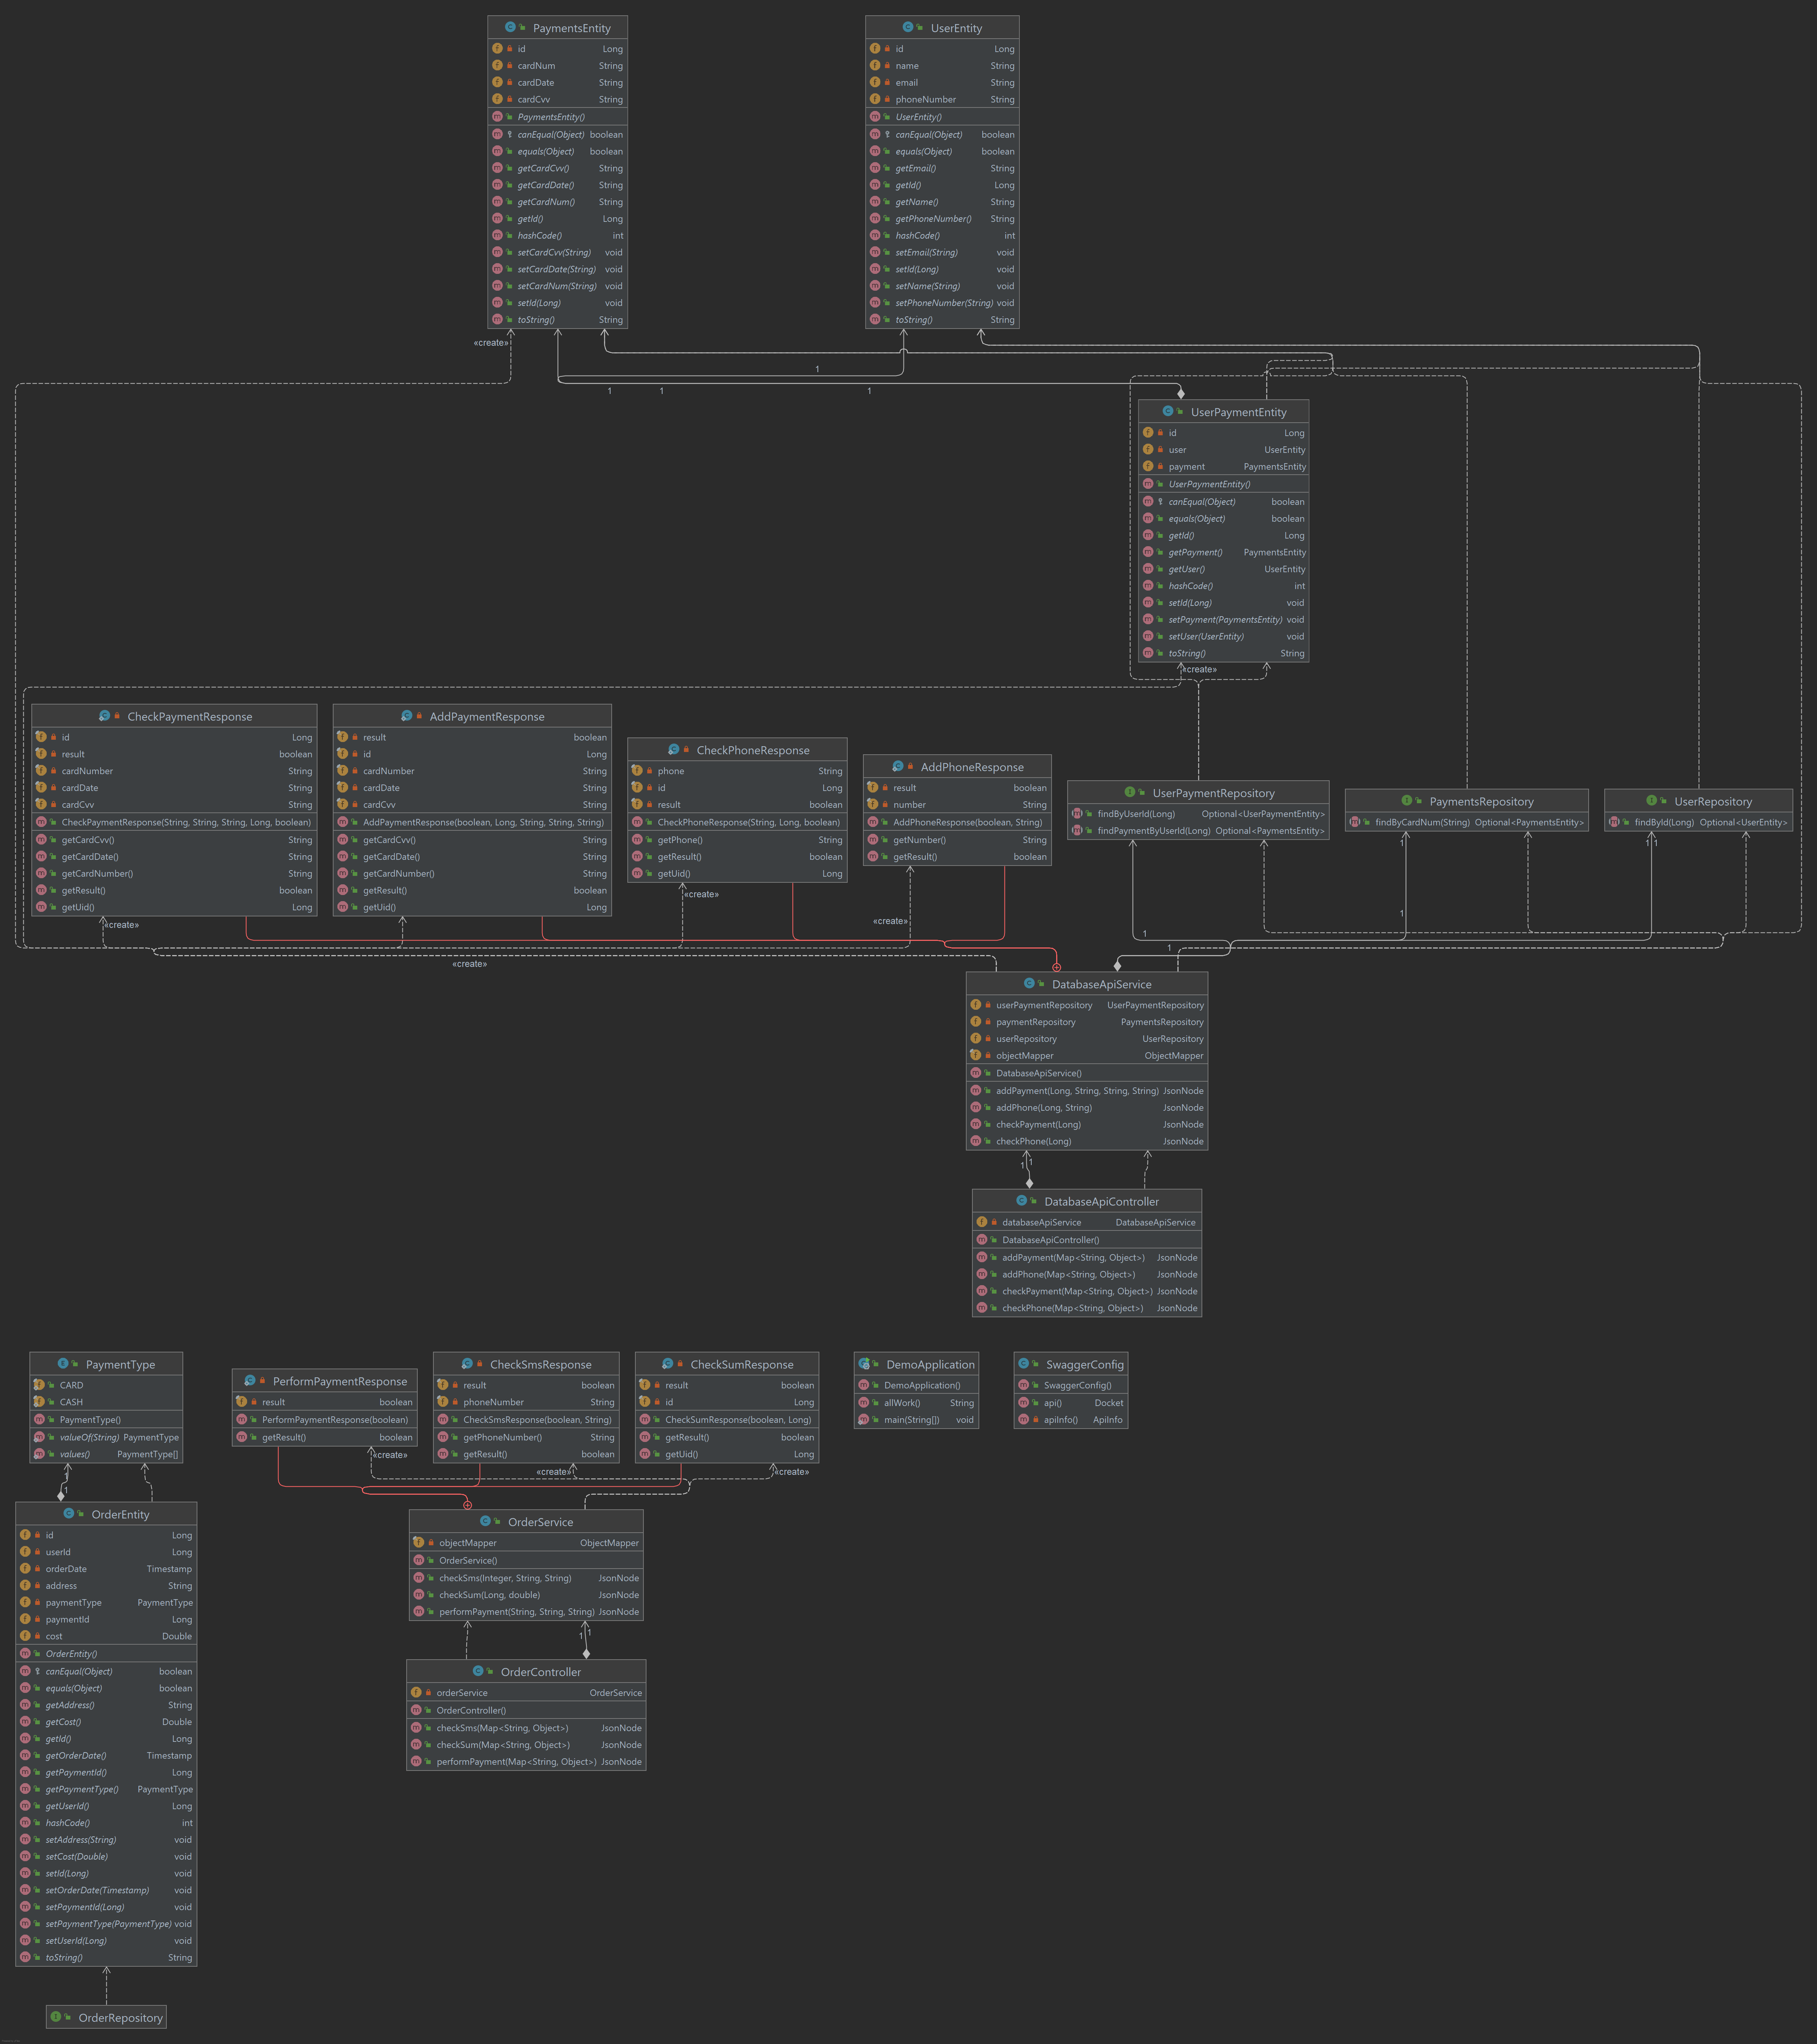 PaymentsEntity
id Long
cardNum String
cardDate String
cardCvv String
PaymentsEntity()
canEqual(Object) boolean
equals(Object) boolean
getCardCvv() String
getCardDate() String
getCardNum() String
getId() Long
hashCode() int
setCardCvv(String) void
setCardDate(String) void
setCardNum(String) void
setId(Long) void
toString() String
UserEntity
id Long
name String
email String
phoneNumber String
UserEntity()
canEqual(Object) boolean
equals(Object) boolean
getEmail() String
getId() Long
getName() String
getPhoneNumber() String
hashCode() int
setEmail(String) void
setId(Long) void
setName(String) void
setPhoneNumber(String) void
toString() String
«create»
1
1
1
1
UserPaymentEntity
id Long
user UserEntity
payment PaymentsEntity
UserPaymentEntity()
canEqual(Object) boolean
equals(Object) boolean
getId() Long
getPayment() PaymentsEntity
getUser() UserEntity
hashCode() int
setId(Long) void
setPayment(PaymentsEntity) void
setUser(UserEntity) void
toString() String
«create»
CheckPaymentResponse
id Long
result boolean
cardNumber String
cardDate String
cardCvv String
CheckPaymentResponse(String, String, String, Long, boolean)
getCardCvv() String
getCardDate() String
getCardNumber() String
getResult() boolean
getUid() Long
AddPaymentResponse
result boolean
id Long
cardNumber String
cardDate String
cardCvv String
AddPaymentResponse(boolean, Long, String, String, String)
getCardCvv() String
getCardDate() String
getCardNumber() String
getResult() boolean
getUid() Long
CheckPhoneResponse
phone String
id Long
result boolean
CheckPhoneResponse(String, Long, boolean)
getPhone() String
getResult() boolean
getUid() Long
AddPhoneResponse
result boolean
number String
AddPhoneResponse(boolean, String)
getNumber() String
getResult() boolean
UserPaymentRepository
findByUserId(Long) Optional<UserPaymentEntity>
findPaymentByUserId(Long) Optional<PaymentsEntity>
PaymentsRepository
findByCardNum(String) Optional<PaymentsEntity>
UserRepository
findById(Long) Optional<UserEntity>
«create»
«create»
«create»
«create»
1
1
1
1
1
DatabaseApiService
userPaymentRepository UserPaymentRepository
paymentRepository PaymentsRepository
userRepository UserRepository
objectMapper ObjectMapper
DatabaseApiService()
addPayment(Long, String, String, String) JsonNode
addPhone(Long, String) JsonNode
checkPayment(Long) JsonNode
checkPhone(Long) JsonNode
1
1
DatabaseApiController
databaseApiService DatabaseApiService
DatabaseApiController()
addPayment(Map<String, Object>) JsonNode
addPhone(Map<String, Object>) JsonNode
checkPayment(Map<String, Object>) JsonNode
checkPhone(Map<String, Object>) JsonNode
PaymentType
CARD
CASH
PaymentType()
valueOf(String) PaymentType
values() PaymentType[]
PerformPaymentResponse
result boolean
PerformPaymentResponse(boolean)
getResult() boolean
CheckSmsResponse
result boolean
phoneNumber String
CheckSmsResponse(boolean, String)
getPhoneNumber() String
getResult() boolean
CheckSumResponse
result boolean
id Long
CheckSumResponse(boolean, Long)
getResult() boolean
getUid() Long
DemoApplication
DemoApplication()
allWork() String
main(String[]) void
SwaggerConfig
SwaggerConfig()
api() Docket
apiInfo() ApiInfo
«create»
«create»
«create»
1
1
OrderEntity
id Long
userId Long
orderDate Timestamp
address String
paymentType PaymentType
paymentId Long
cost Double
OrderEntity()
canEqual(Object) boolean
equals(Object) boolean
getAddress() String
getCost() Double
getId() Long
getOrderDate() Timestamp
getPaymentId() Long
getPaymentType() PaymentType
getUserId() Long
hashCode() int
setAddress(String) void
setCost(Double) void
setId(Long) void
setOrderDate(Timestamp) void
setPaymentId(Long) void
setPaymentType(PaymentType) void
setUserId(Long) void
toString() String
OrderService
objectMapper ObjectMapper
OrderService()
checkSms(Integer, String, String) JsonNode
checkSum(Long, double) JsonNode
performPayment(String, String, String) JsonNode
1
1
OrderController
orderService OrderService
OrderController()
checkSms(Map<String, Object>) JsonNode
checkSum(Map<String, Object>) JsonNode
performPayment(Map<String, Object>) JsonNode
OrderRepository